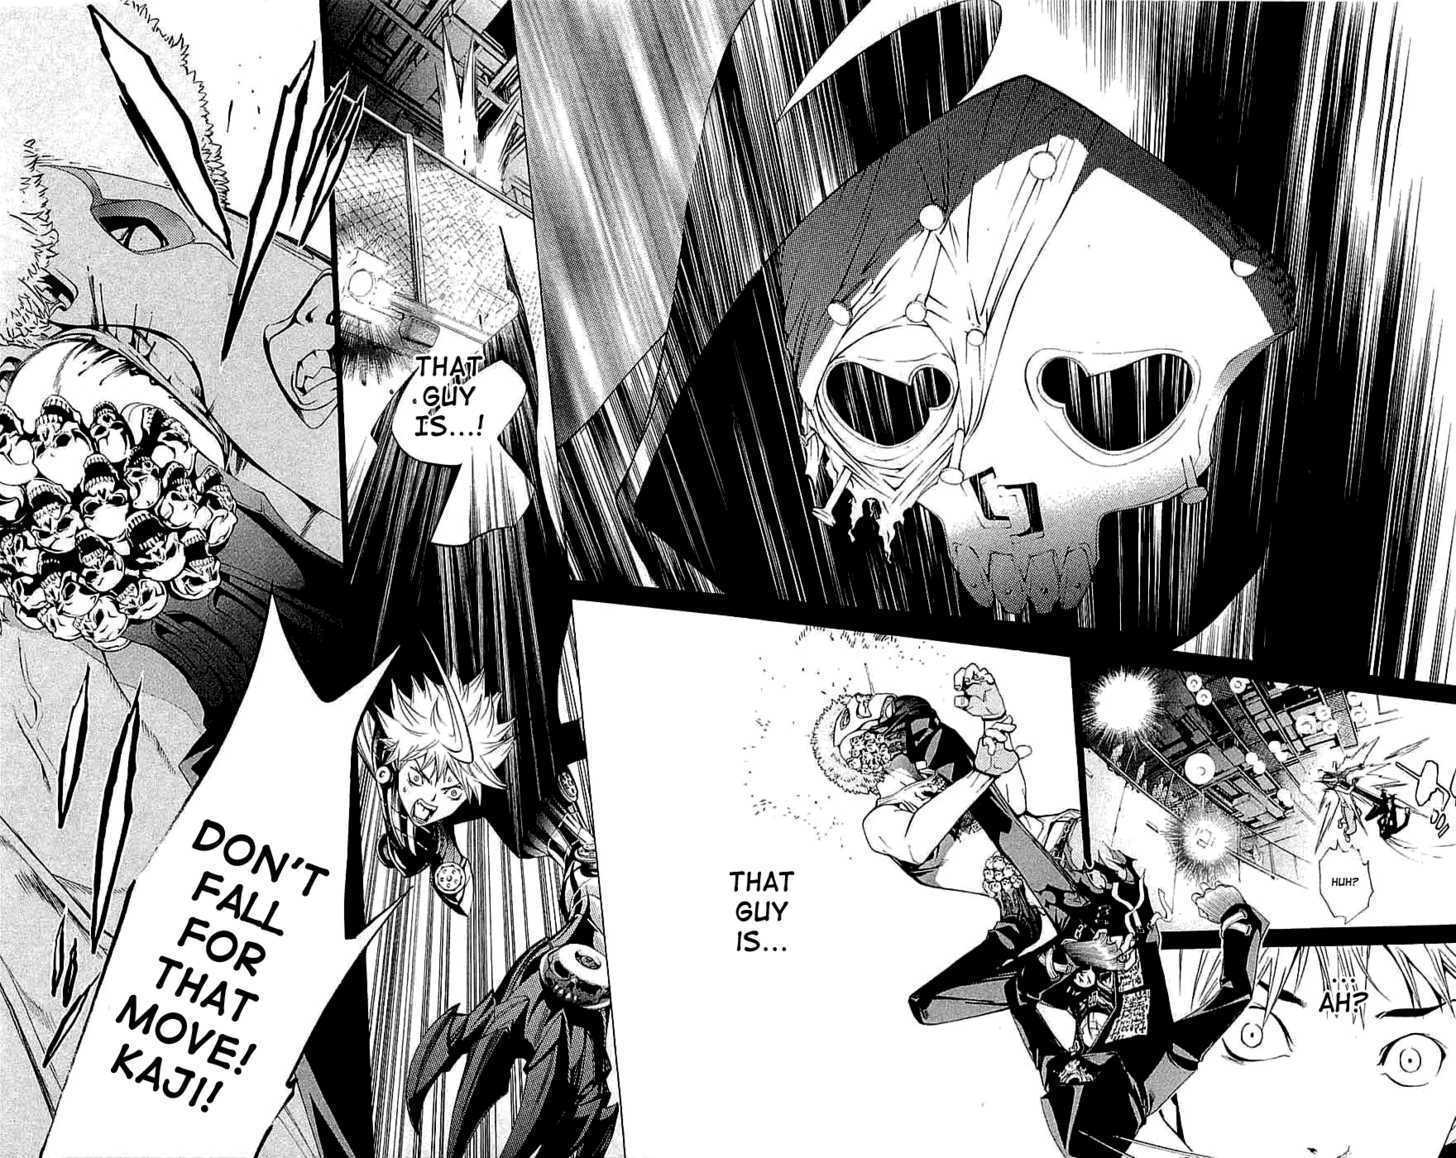 HUH?
...
AH?
THAT
GUY
IS...
THAT
GUY
IS...!
DON'T
FALL
FOR
THAT
MOVE!
KAJI!